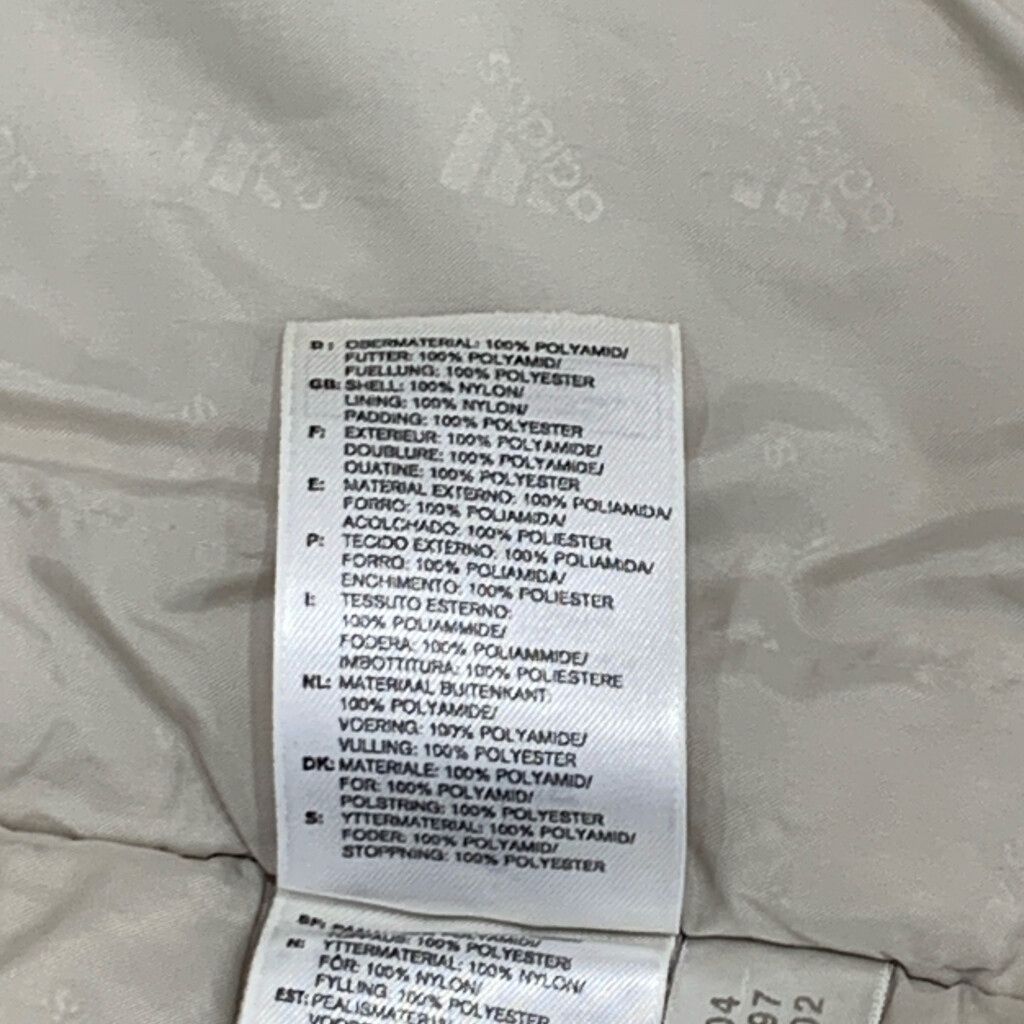 adidas
adidas
adidas
D: OBERMATERIAL: 100% POLYAMID/
FUTTER: 100% POLYAMID/
FUELLUNG: 100% POLYESTER
GB: SHELL: 100% NYLON/
LINING: 100% NYLON/
PADDING: 100% POLYESTER
F: EXTERIEUR: 100% POLYAMIDE/
DOUBLURE: 100% POLYAMIDE/
OUATINE: 100% POLYESTER
E: MATERIAL EXTERNO: 100% POLIAMIDA/
FORRO: 100% POLIAMIDA/
ACOLCHADO: 100% POLIESTER
P: TECIDO EXTERNO: 100% POLIAMIDA/
FORRO: 100% POLIAMIDA/
ENCHIMENTO: 100% POLIESTER
I: TESSUTO ESTERNO:
100% POLIAMMIDE/
FODERA: 100% POLIAMMIDE/
IMBOTTITURA: 100% POLIESTERE
NL: MATERIAAL BUITENKANT:
100% POLYAMIDE/
VOERING: 100% POLYAMIDE/
VULLING: 100% POLYESTER
DK: MATERIALE: 100% POLYAMID/
FOR: 100% POLYAMID/
POLSTRING: 100% POLYESTER
S: YTTERMATERIAL: 100% POLYAMID/
FODER: 100% POLYAMID/
STOPPNING: 100% POLYESTER
100% POLYESTERI
N: YTTERMATERIAL: 100% NYLON/
FÔR: 100% NYLON/
FYLLING: 100% POLYESTER
EST: PEALISMATERJAL
04
97
02